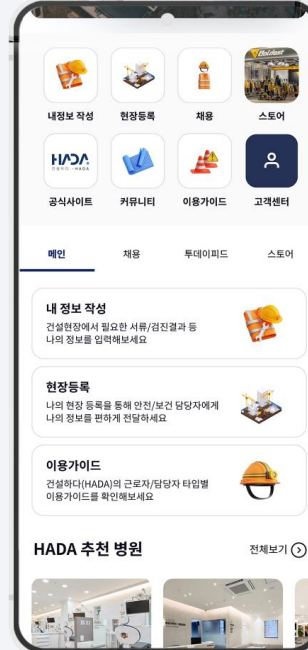 내정보 작성
현장등록
채용
스토어
HADA
공식사이트
커뮤니티
이용가이드
고객센터
메인
채용
투데이피드
스토어
내 정보 작성
건설현장에서 필요한 서류/검진결과 등
나의 정보를 입력해보세요
현장등록
나의 현장 등록을 통해 안전/보건 담당자에게
나의 정보를 편하게 전달하세요
이용가이드
건설하다(HADA)의 근로자/담당자 타입별
이용가이드를 확인해보세요
HADA 추천 병원
전체보기